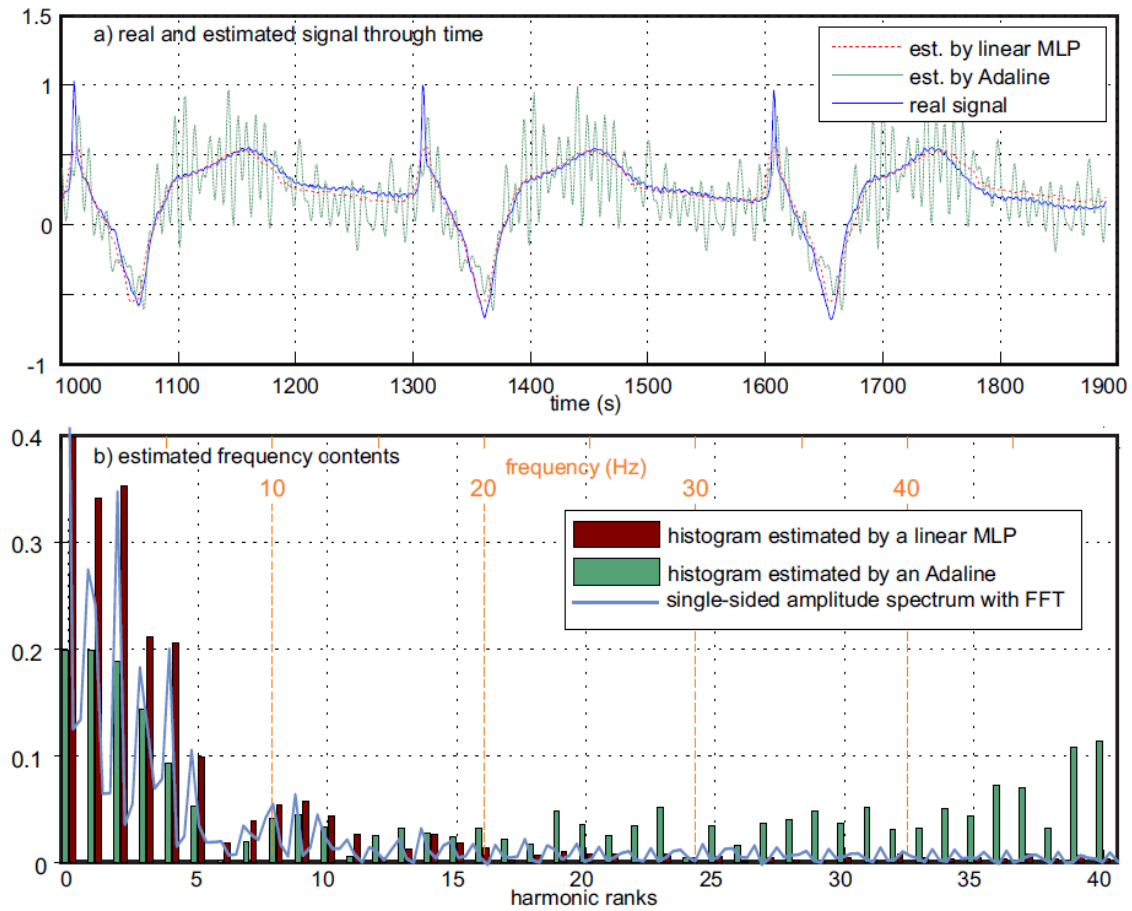 1.5
a) real and estimated signal through time
est. by linear MLP
est. by Adaline
real signal
1
0
-1
1000 1100 1200 1300 1400 1500 1600 1700 1800 1900
time (s)
0.4
b) estimated frequency contents
frequency (Hz)
10 20 30 40
histogram estimated by a linear MLP
histogram estimated by an Adaline
single-sided amplitude spectrum with FFT
0.3
0.2
0.1
0
0 5 10 15 20 25 30 35 40
harmonic ranks